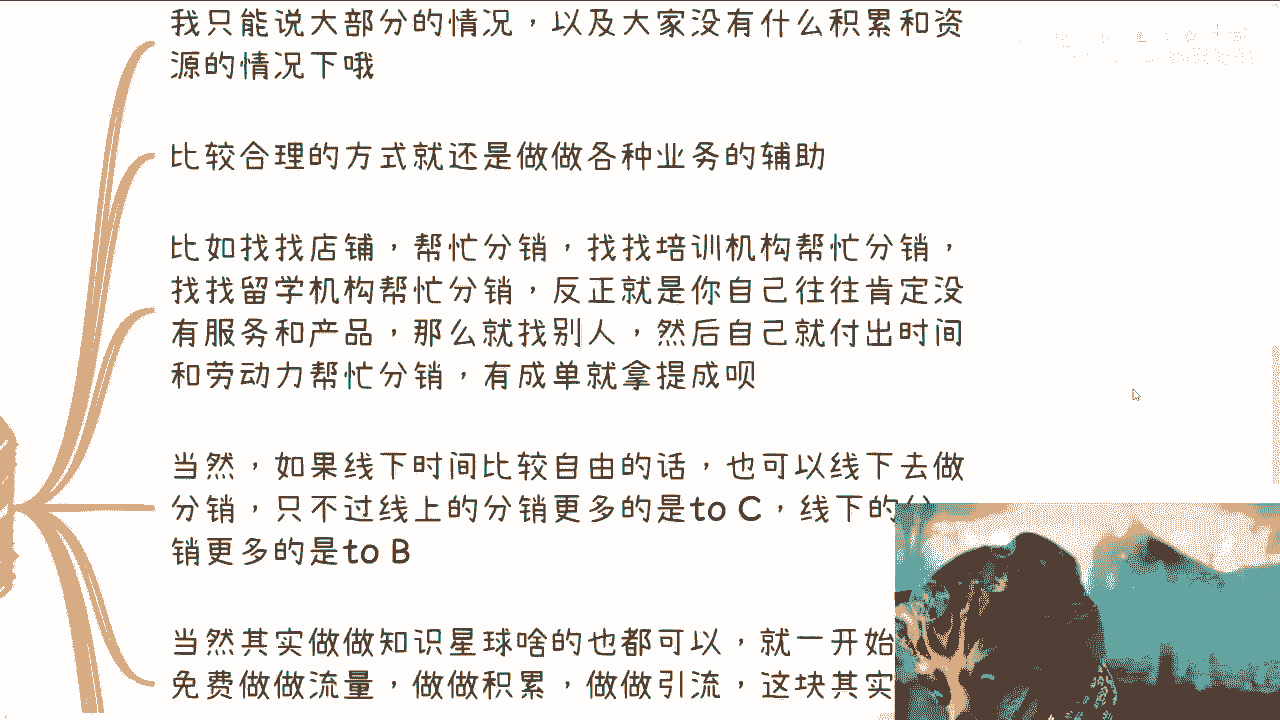 我只能说大部分的情况，以及大家没有什么积累和资
源的情况下哦
比较合理的方式就还是做做各种业务的辅助
比如找找店铺，帮忙分销，找找培训机构帮忙分销，
找找留学机构帮忙分销，反正就是你自己往往肯定没
有服务和产品，那么就找别人，然后自己就付出时间
和劳动力帮忙分销，有成单就拿提成呗
当然，如果线下时间比较自由的话，也可以线下去做
分销，只不过线上的分销更多的是to C，线下的分
销更多的是to B
当然其实做做知识星球啥的也都可以，就一开始
免费做做流量，做做积累，做做引流，这块其实